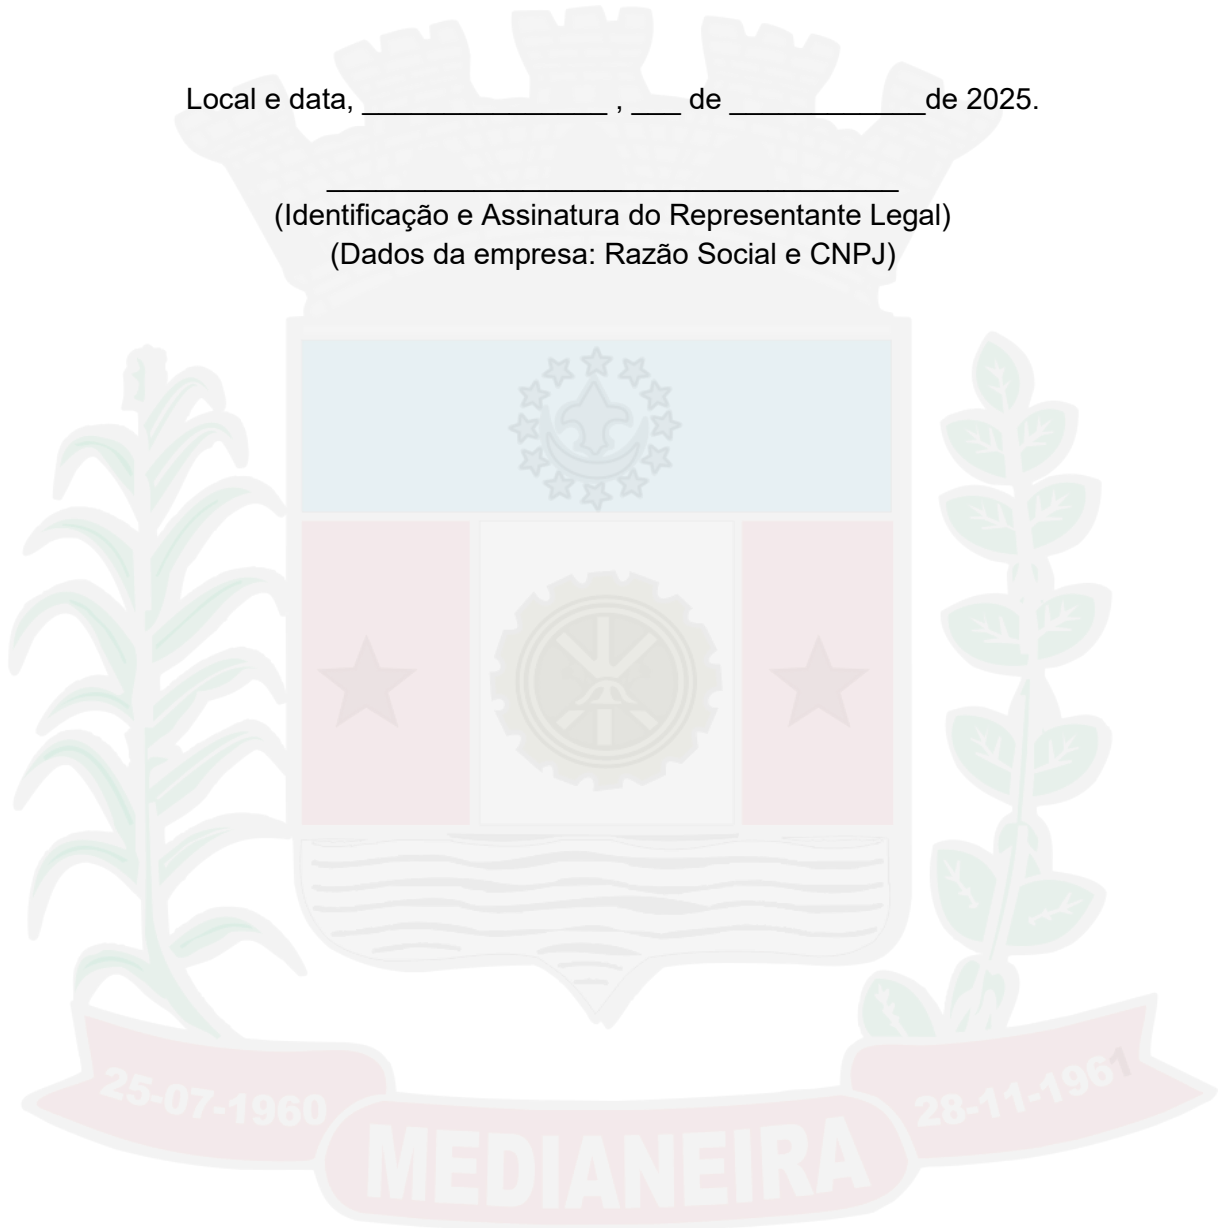 Local e data, _______________ , ___ de ____________de 2025.
___________________________________
(Identificação e Assinatura do Representante Legal)
(Dados da empresa: Razão Social e CNPJ)
25-07-1960
28-11-1961
MEDIANEIRA